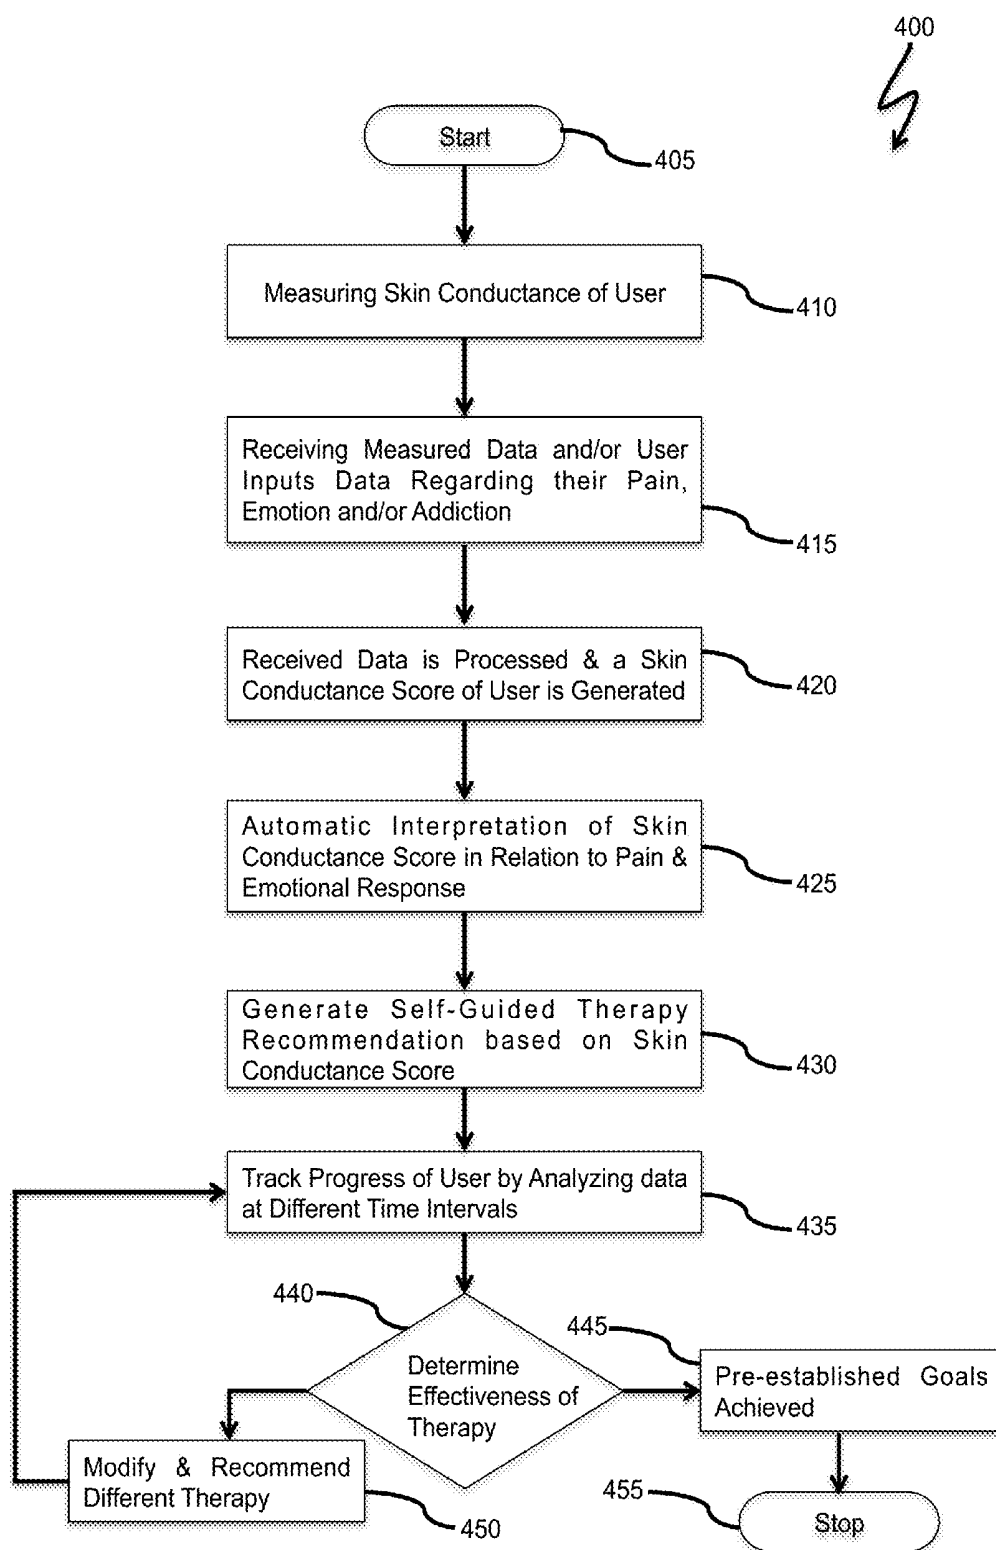 400
Start
405
Measuring Skin Conductance of User
410
Receiving Measured Data and/or User
Inputs Data Regarding their Pain,
Emotion and/or Addiction
415
Received Data is Processed & a Skin
Conductance Score of User is Generated
420
Automatic Interpretation of Skin
Conductance Score in Relation to Pain &
Emotional Response
425
Generate Self-Guided Therapy
Recommendation based on Skin
Conductance Score
430
Track Progress of User by Analyzing data
at Different Time Intervals
435
440
Determine
Effectiveness of
Therapy
445
Pre-established Goals
Achieved
Modify & Recommend
Different Therapy
450
455
Stop